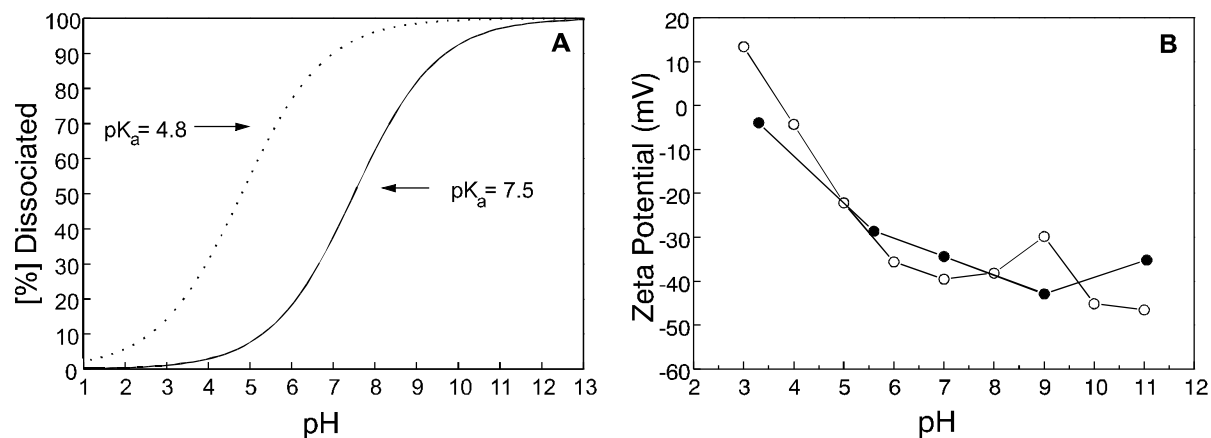 A
[%] Dissociated
100
90
80
70
60
50
40
30
20
10
0
pKa= 4.8
pKa= 7.5
1 2 3 4 5 6 7 8 9 10 11 12 13
pH
B
Zeta Potential (mV)
20
10
0
-10
-20
-30
-40
-50
-60
2 3 4 5 6 7 8 9 10 11 12
pH